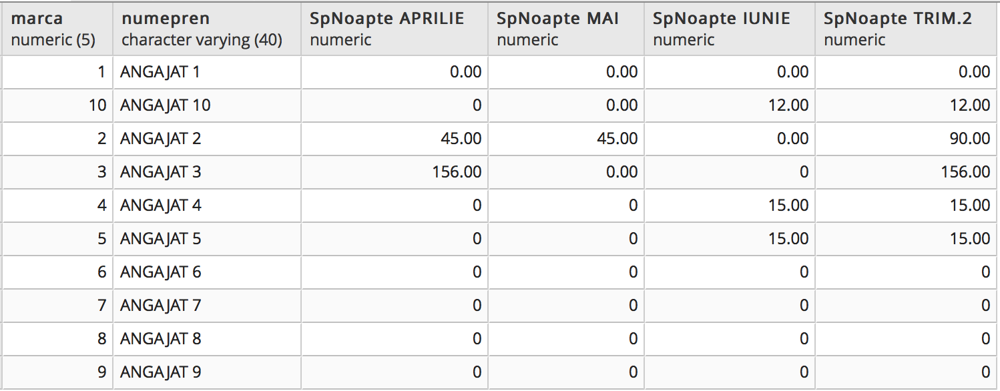 marca numepren SpNoapte APRILIE SpNoapte MAI SpNoapte IUNIE SpNoapte TRIM.2
numeric (5) character varying (40) numeric numeric numeric numeric
1 ANGAJAT 1 0.00 0.00 0.00 0.00
10 ANGAJAT 10 0 0.00 12.00 12.00
2 ANGAJAT 2 45.00 45.00 0.00 90.00
3 ANGAJAT 3 156.00 0.00 0 156.00
4 ANGAJAT 4 0 0 15.00 15.00
5 ANGAJAT 5 0 0 15.00 15.00
6 ANGAJAT 6 0 0 0 0
7 ANGAJAT 7 0 0 0 0
8 ANGAJAT 8 0 0 0 0
9 ANGAJAT 9 0 0 0 0